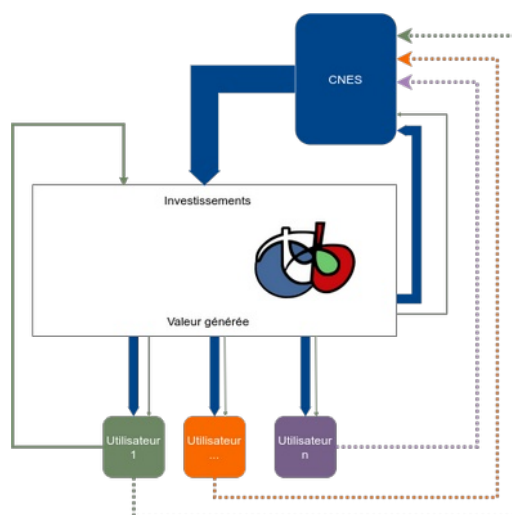 CNES
Investissements
Valeur générée
Utilisateur
1
Utilisateur
...
Utilisateur
n